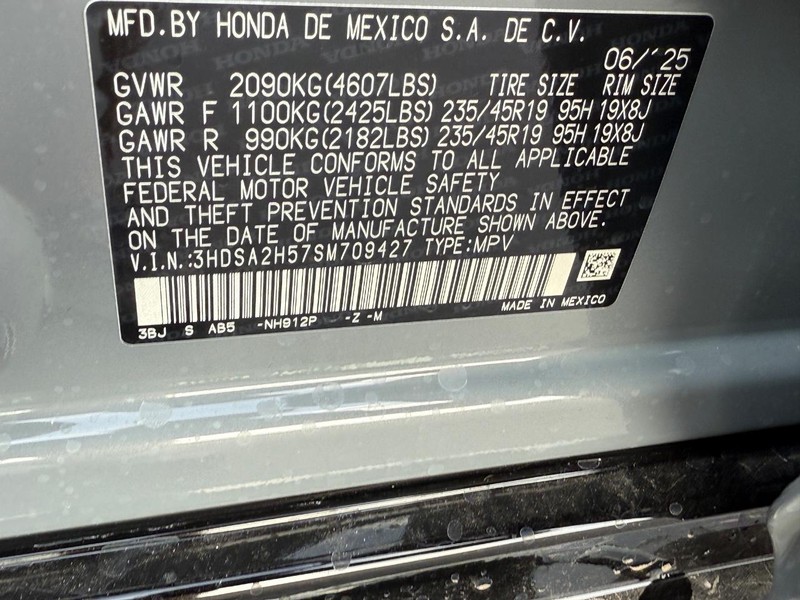 MFD.BY HONDA DE MEXICO S.A. DE C.V.
06/'25
GVWR 2090KG(4607LBS) TIRE SIZE RIM SIZE
GAWR F 1100KG(2425LBS) 235/45R19 95H 19X8J
GAWR R 990KG(2182LBS) 235/45R19 95H 19X8J
THIS VEHICLE CONFORMS TO ALL APPLICABLE
FEDERAL MOTOR VEHICLE SAFETY
AND THEFT PREVENTION STANDARDS IN EFFECT
ON THE DATE OF MANUFACTURE SHOWN ABOVE.
V.I.N.:3HDSA2H57SM709427 TYPE:MPV
MADE IN MEXICO
3BJ S AB5 -NH912P -Z -M